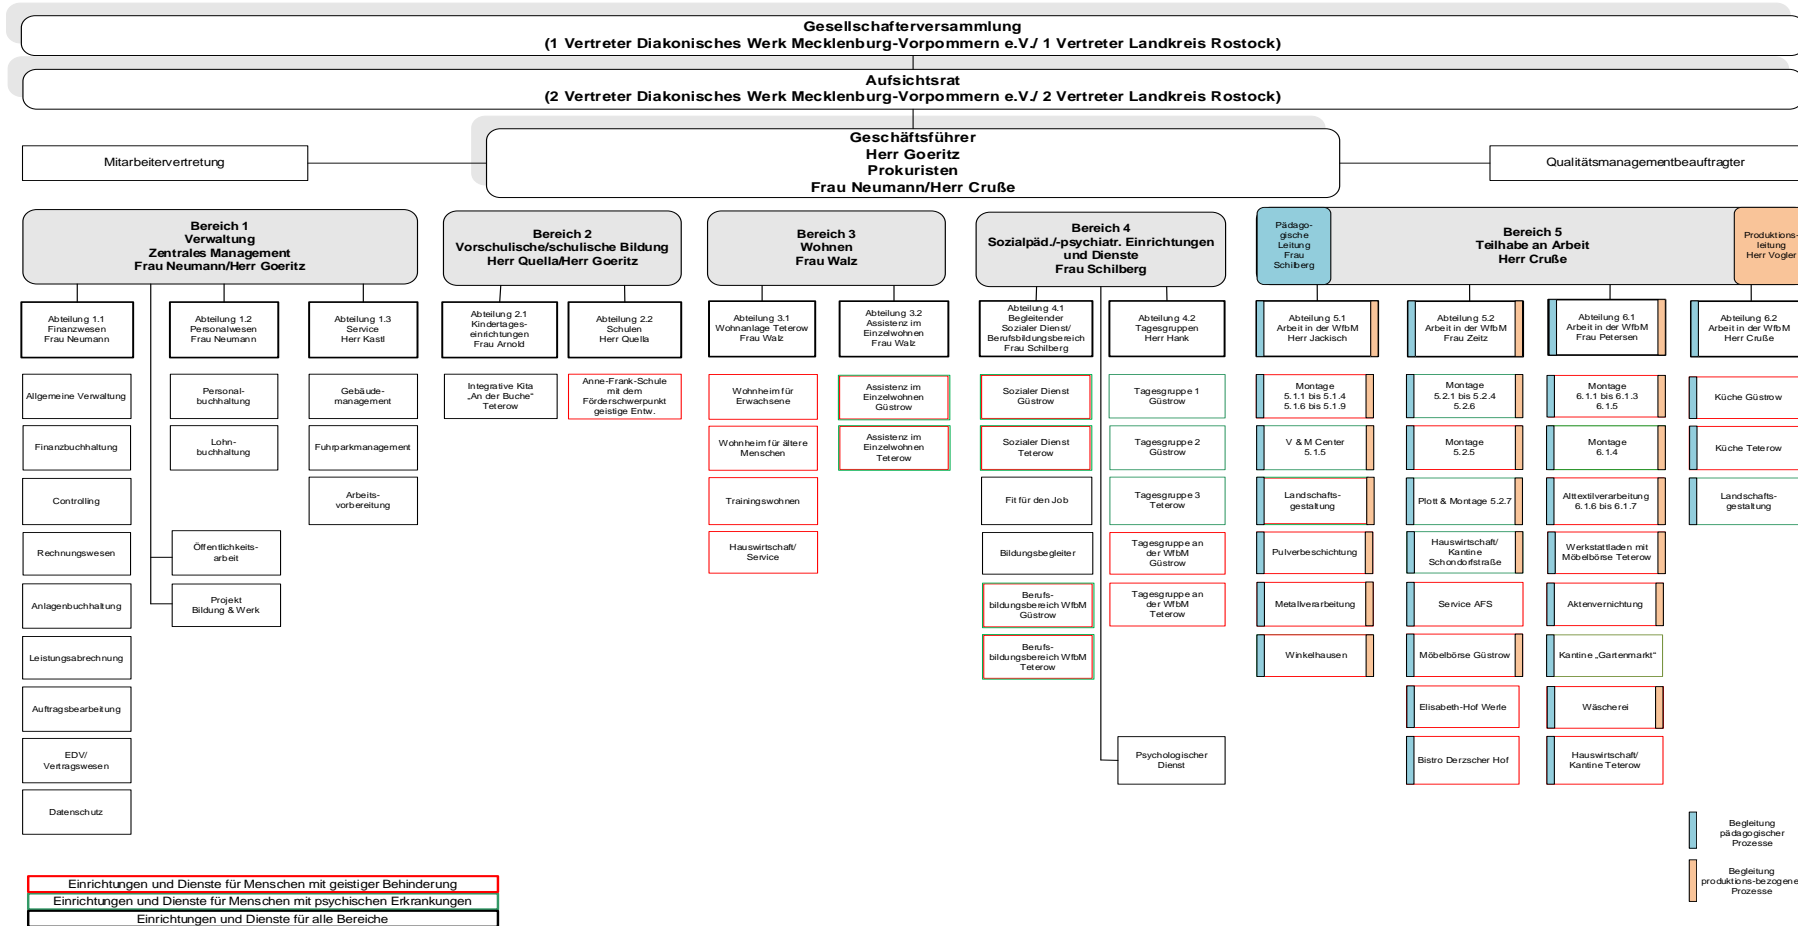 Gesellschafterversammlung
(1 Vertreter Diakonisches Werk Mecklenburg-Vorpommern e.V./ 1 Vertreter Landkreis Rostock)
Aufsichtsrat
(2 Vertreter Diakonisches Werk Mecklenburg-Vorpommern e.V./ 2 Vertreter Landkreis Rostock)
Geschäftsführer
Herr Goeritz
Prokuristen
Frau Neumann/Herr Cruße
Mitarbeitervertretung
Qualitätsmanagementbeauftragter
Bereich 1
Verwaltung
Zentrales Management
Frau Neumann/Herr Goeritz
Bereich 2
Vorschulische/schulische Bildung
Herr Quella/Herr Goeritz
Bereich 3
Wohnen
Frau Walz
Bereich 4
Sozialpäd./-psychiatr. Einrichtungen
und Dienste
Frau Schilberg
Pädago-
gische
Leitung
Frau
Schilberg
Bereich 5
Teilhabe an Arbeit
Herr Cruße
Produktions-
leitung
Herr Vogler
Abteilung 1.1
Finanzwesen
Frau Neumann
Abteilung 1.2
Personalwesen
Frau Neumann
Abteilung 1.3
Service
Herr Kastl
Abteilung 2.1
Kindertages-
einrichtungen
Frau Arnold
Abteilung 2.2
Schulen
Herr Quella
Abteilung 3.1
Wohnanlage Teterow
Frau Walz
Abteilung 3.2
Assistenz im
Einzelwohnen
Frau Walz
Abteilung 4.1
Begleitender
Sozialer Dienst/
Berufsbildungsbereich
Frau Schilberg
Abteilung 4.2
Tagesgruppen
Herr Hank
Abteilung 5.1
Arbeit in der WfbM
Herr Jackisch
Abteilung 5.2
Arbeit in der WfbM
Frau Zeitz
Abteilung 6.1
Arbeit in der WfbM
Frau Petersen
Abteilung 6.2
Arbeit in der WfbM
Herr Cruße
Allgemeine Verwaltung
Finanzbuchhaltung
Controlling
Rechnungswesen
Anlagenbuchhaltung
Leistungsabrechnung
Auftragsbearbeitung
EDV/
Vertragswesen
Datenschutz
Personal-
buchhaltung
Lohn-
buchhaltung
Öffentlichkeits-
arbeit
Projekt
Bildung & Werk
Gebäude-
management
Fuhrparkmanagement
Arbeits-
vorbereitung
Integrative Kita
„An der Buche“
Teterow
Anne-Frank-Schule
mit dem
Förderschwerpunkt
geistige Entw.
Wohnheim für
Erwachsene
Wohnheim für ältere
Menschen
Trainingswohnen
Hauswirtschaft/
Service
Assistenz im
Einzelwohnen
Güstrow
Assistenz im
Einzelwohnen
Teterow
Sozialer Dienst
Güstrow
Sozialer Dienst
Teterow
Fit für den Job
Bildungsbegleiter
Berufs-
bildungsbereich WfbM
Güstrow
Berufs-
bildungsbereich WfbM
Teterow
Tagesgruppe 1
Güstrow
Tagesgruppe 2
Güstrow
Tagesgruppe 3
Teterow
Tagesgruppe an
der WfbM
Güstrow
Tagesgruppe an
der WfbM
Teterow
Psychologischer
Dienst
Montage
5.1.1 bis 5.1.4
5.1.6 bis 5.1.9
V & M Center
5.1.5
Landschafts-
gestaltung
Pulverbeschichtung
Metallverarbeitung
Winkelhausen
Montage
5.2.1 bis 5.2.4
5.2.6
Montage
5.2.5
Plott & Montage 5.2.7
Hauswirtschaft/
Kantine
Schondorfstraße
Service AFS
Möbelbörse Güstrow
Elisabeth-Hof Werle
Bistro Derzscher Hof
Montage
6.1.1 bis 6.1.3
6.1.5
Montage
6.1.4
Alttextilverarbeitung
6.1.6 bis 6.1.7
Werkstattladen mit
Möbelbörse Teterow
Aktenvernichtung
Kantine „Gartenmarkt“
Wäscherei
Hauswirtschaft/
Kantine Teterow
Küche Güstrow
Küche Teterow
Landschafts-
gestaltung
Begleitung
pädagogischer
Prozesse
Begleitung
produktions-bezogene
Prozesse
Einrichtungen und Dienste für Menschen mit geistiger Behinderung
Einrichtungen und Dienste für Menschen mit psychischen Erkrankungen
Einrichtungen und Dienste für alle Bereiche